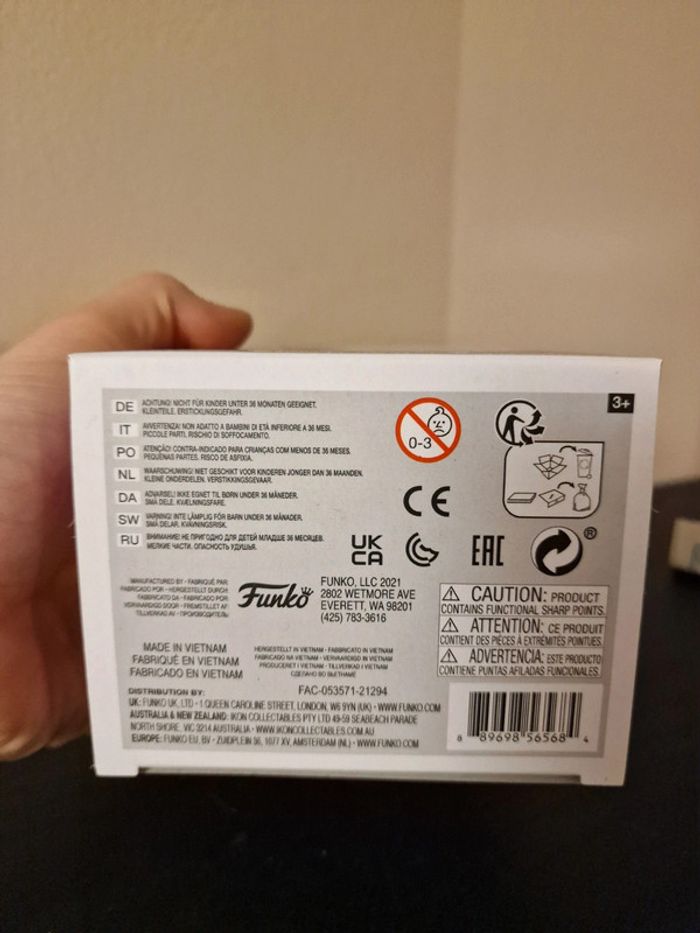 DE ACHTUNG! NICHT FÜR KINDER UNTER 36 MONATEN GEEIGNET.
KLEINTEILE, ERSTICKUNGSGEFAHR.
IT AVVERTENZA! NON ADATTO A BAMBINI DI ETÀ INFERIORE A 36 MESI.
PICCOLE PARTI, RISCHIO DI SOFFOCAMENTO.
PO ATENÇÃO! CONTRA-INDICADO PARA CRIANÇAS COM MENOS DE 36 MESES.
PEQUENAS PARTES, RISCO DE ASFIXIA.
NL WAARSCHUWING! NIET GESCHIKT VOOR KINDEREN JONGER DAN 36 MAANDEN.
KLEINE ONDERDELEN. VERSTIKKINGSGEVAAR.
DA ADVARSEL! IKKE EGNET TIL BØRN UNDER 36 MÅNEDER.
SMÅ DELE. KVÆLNINGSFARE.
SW VARNING! INTE LÄMPLIG FÖR BARN UNDER 36 MÅNADER.
SMÅ DELAR. KVÄVNINGSRISK.
RU ВНИМАНИЕ! НЕ ПРИГОДНО ДЛЯ ДЕТЕЙ МЛАДШЕ 36 МЕСЯЦЕВ.
МЕЛКИЕ ЧАСТИ. ОПАСНОСТЬ УДУШЬЯ.
0-3
3+
CE
UK
CA
EAC
®
MANUFACTURED BY · FABRIQUÉ PAR
FABRICADO POR · HERGESTELLT DURCH
FABBRICATO DA · FABRICADO POR
VERVAARDIGD DOOR · FREMSTILLET AF
TILLVERKAD AV · ПРОИЗВОДИТЕЛЬ:
Funko
FUNKO, LLC 2021
2802 WETMORE AVE
EVERETT, WA 98201
(425) 783-3616
CAUTION: PRODUCT
CONTAINS FUNCTIONAL SHARP POINTS.
ATTENTION: CE PRODUIT
CONTIENT DES PIÈCES À EXTRÉMITÉS POINTUES.
ADVERTENCIA: ESTE PRODUCTO
CONTIENE PUNTAS AFILADAS FUNCIONALES.
MADE IN VIETNAM
FABRIQUÉ EN VIETNAM
FABRICADO EN VIETNAM
HERGESTELLT IN VIETNAM · FABBRICATO IN VIETNAM
FABRICADO NA VIETNAM · VERVAARDIGD IN VIETNAM
PRODUCERET I VIETNAM · TILLVERKAD I VIETNAM
СДЕЛАНО ВО ВЬЕТНАМЕ
FAC-053571-21294
DISTRIBUTION BY:
UK: FUNKO UK, LTD · 1 QUEEN CAROLINE STREET, LONDON, W6 9YN (UK) · WWW.FUNKO.COM
AUSTRALIA & NEW ZEALAND: IKON COLLECTABLES PTY LTD 49-59 SEABEACH PARADE
NORTH SHORE, VIC 3214 AUSTRALIA · WWW.IKONCOLLECTABLES.COM.AU
EUROPE: FUNKO EU, BV · ZUIDPLEIN 36, 1077 XV, AMSTERDAM (NL) · WWW.FUNKO.COM
8 89698 56568 4